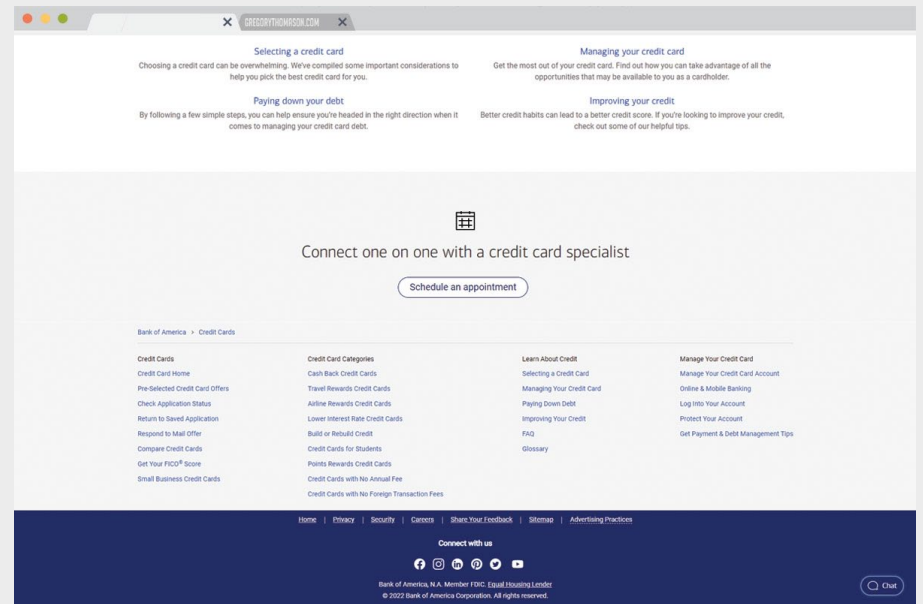 GREGORYTHOMASON.COM
Selecting a credit card
Choosing a credit card can be overwhelming. We've compiled some important considerations to
help you pick the best credit card for you.
Managing your credit card
Get the most out of your credit card. Find out how you can take advantage of all the
opportunities that may be available to you as a cardholder.
Paying down your debt
By following a few simple steps, you can help ensure you're headed in the right direction when it
comes to managing your credit card debt.
Improving your credit
Better credit habits can lead to a better credit score. If you're looking to improve your credit,
check out some of our helpful tips.
Connect one on one with a credit card specialist
Schedule an appointment
Bank of America > Credit Cards
Credit Cards
Credit Card Home
Pre-Selected Credit Card Offers
Check Application Status
Return to Saved Application
Respond to Mail Offer
Compare Credit Cards
Get Your FICO® Score
Small Business Credit Cards
Credit Card Categories
Cash Back Credit Cards
Travel Rewards Credit Cards
Airline Rewards Credit Cards
Lower Interest Rate Credit Cards
Build or Rebuild Credit
Credit Cards for Students
Points Rewards Credit Cards
Credit Cards with No Annual Fee
Credit Cards with No Foreign Transaction Fees
Learn About Credit
Selecting a Credit Card
Managing Your Credit Card
Paying Down Debt
Improving Your Credit
FAQ
Glossary
Manage Your Credit Card
Manage Your Credit Card Account
Online & Mobile Banking
Log Into Your Account
Protect Your Account
Get Payment & Debt Management Tips
Home | Privacy | Security | Careers | Share Your Feedback | Sitemap | Advertising Practices
Connect with us
Bank of America, N.A. Member FDIC. Equal Housing Lender
© 2022 Bank of America Corporation. All rights reserved.
Chat